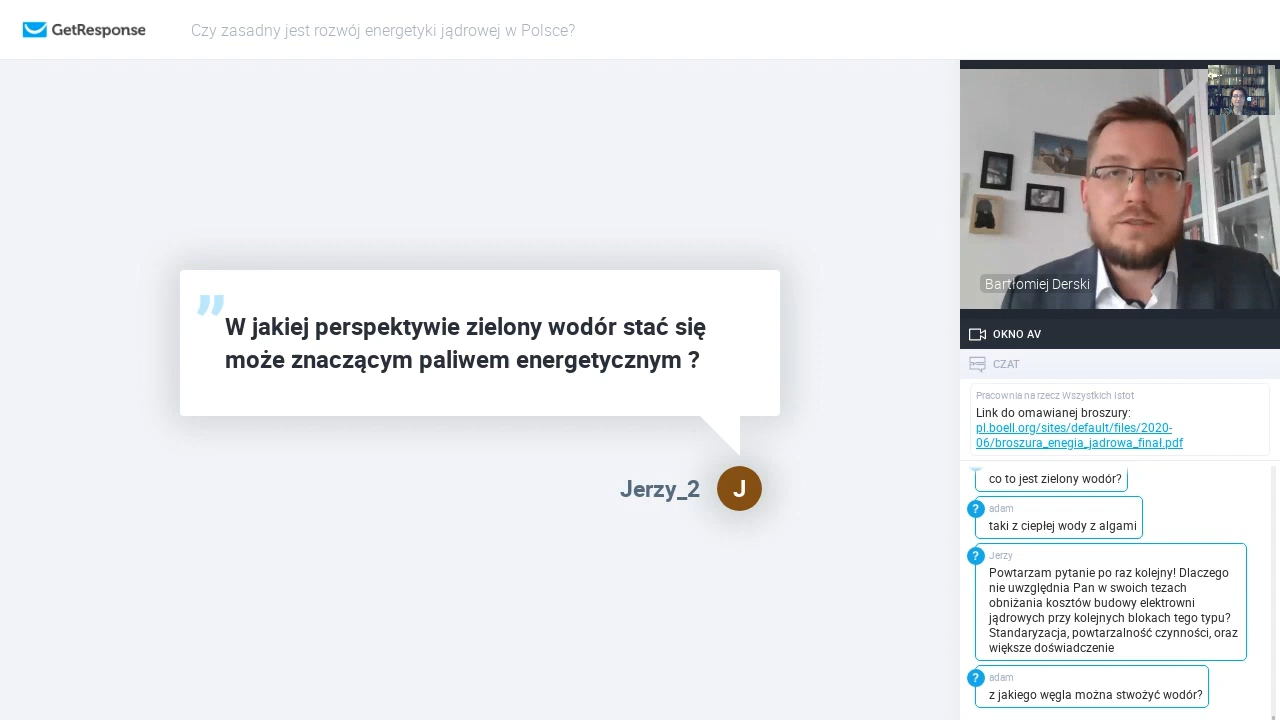 GetResponse
Czy zasadny jest rozwój energetyki jądrowej w Polsce?
W jakiej perspektywie zielony wodór stać się
może znaczącym paliwem energetycznym ?
Jerzy_2
J
Bartłomiej Derski
OKNO AV
CZAT
Pracownia na rzecz Wszystkich Istot
Link do omawianej broszury:
pl.boell.org/sites/default/files/2020-
06/broszura_enegia_jadrowa_finał.pdf
co to jest zielony wodór?
?
adam
taki z ciepłej wody z algami
?
Jerzy
Powtarzam pytanie po raz kolejny! Dlaczego
nie uwzględnia Pan w swoich tezach
obniżania kosztów budowy elektrowni
jądrowych przy kolejnych blokach tego typu?
Standaryzacja, powtarzalność czynności, oraz
większe doświadczenie
?
adam
z jakiego węgla można stwożyć wodór?